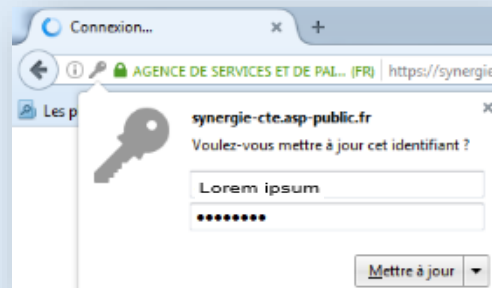 Connexion...
AGENCE DE SERVICES ET DE PAI... (FR) https://synergie
Les p
synergie-cte.asp-public.fr
Voulez-vous mettre à jour cet identifiant ?
Lorem ipsum
••••••••
Mettre à jour